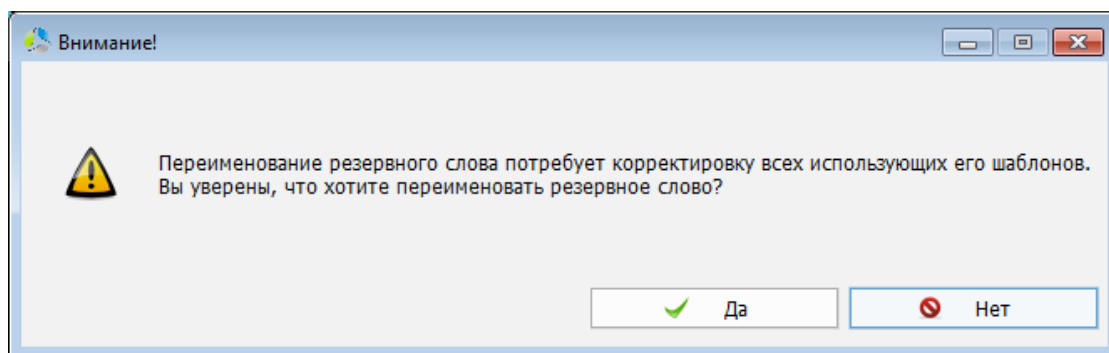 Внимание!
Переименование резервного слова потребует корректировку всех использующих его шаблонов.
Вы уверены, что хотите переименовать резервное слово?
Да
Нет